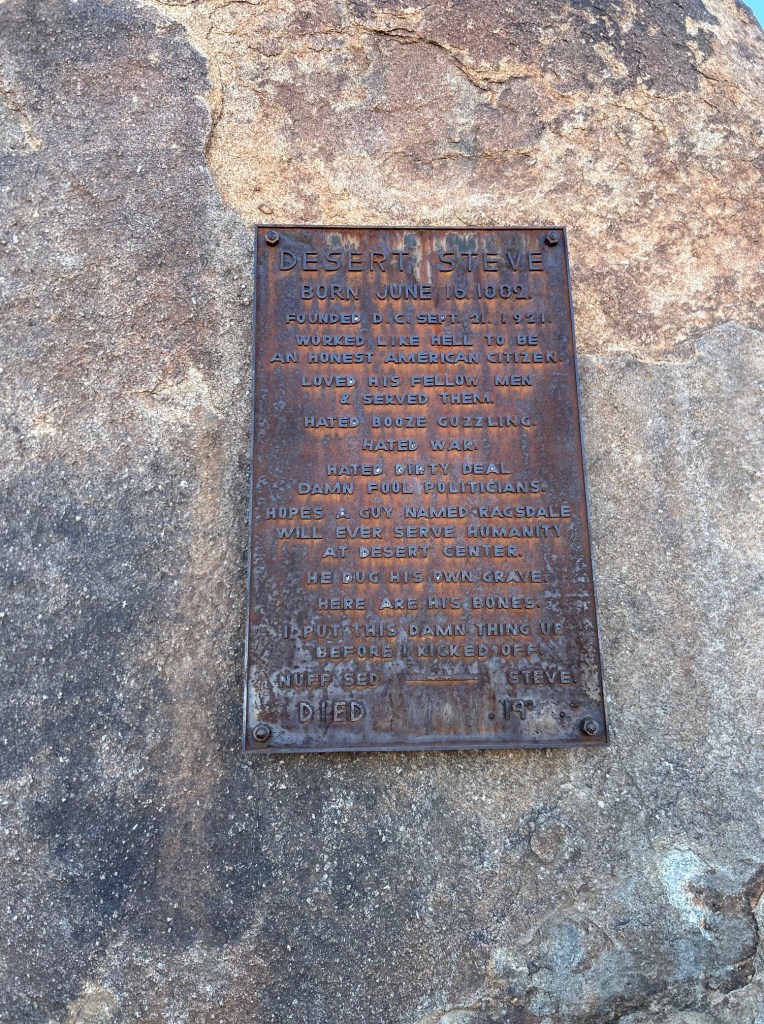 DESERT STEVE
BORN JUNE 16. 1882.
FOUNDED D.C. SEPT. 21. 1921.
WORKED LIKE HELL TO BE
AN HONEST AMERICAN CITIZEN.
LOVED HIS FELLOW MEN
& SERVED THEM.
HATED BOOZE GUZZLING.
HATED WAR.
HATED DIRTY DEAL
DAMN FOOL POLITICIANS.
HOPES A GUY NAMED RAGSDALE
WILL EVER SERVE HUMANITY
AT DESERT CENTER.
HE DUG HIS OWN GRAVE.
HERE ARE HIS BONES.
I PUT THIS DAMN THING UP
BEFORE I KICKED OFF.
NUFF SED ——— STEVE.
DIED